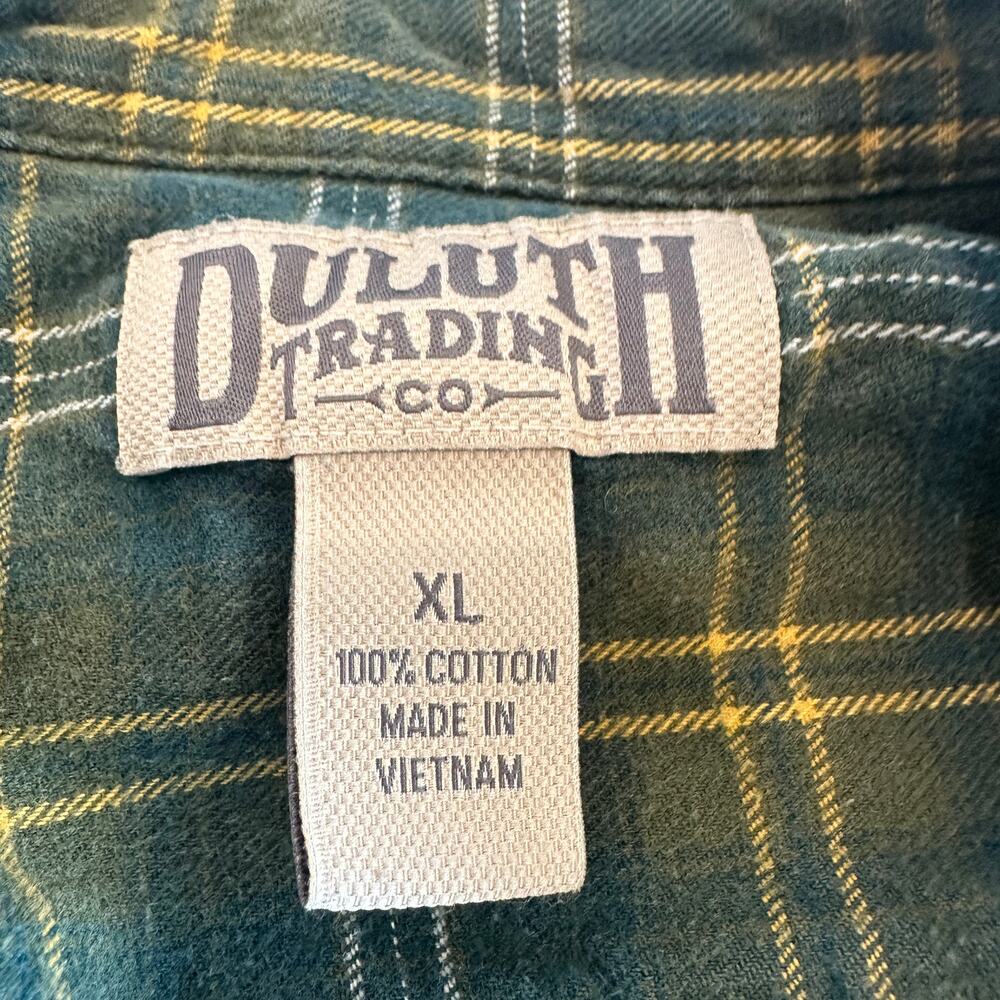 DULUTH
TRADING
CO
XL
100% COTTON
MADE IN
VIETNAM